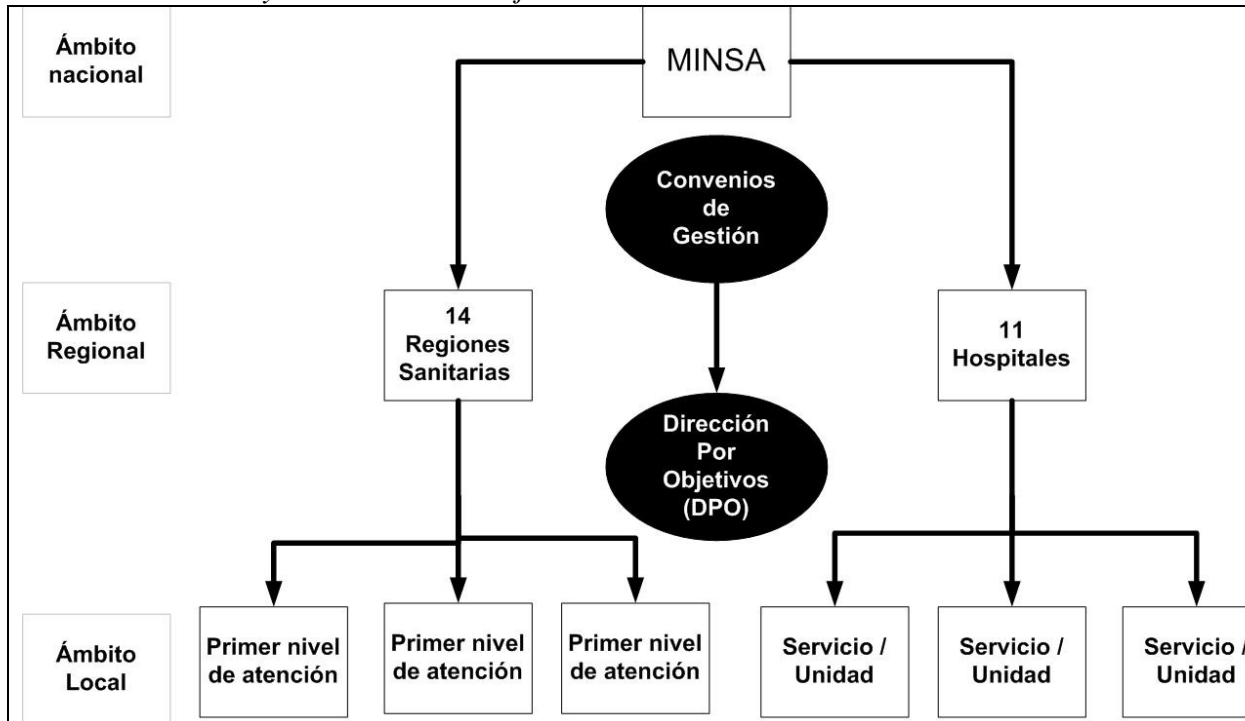 Ámbito
nacional
MINSA
Convenios
de
Gestión
Ámbito
Regional
14
Regiones
Sanitarias
11
Hospitales
Dirección
Por
Objetivos
(DPO)
Ámbito
Local
Primer nivel
de atención
Primer nivel
de atención
Primer nivel
de atención
Servicio /
Unidad
Servicio /
Unidad
Servicio /
Unidad